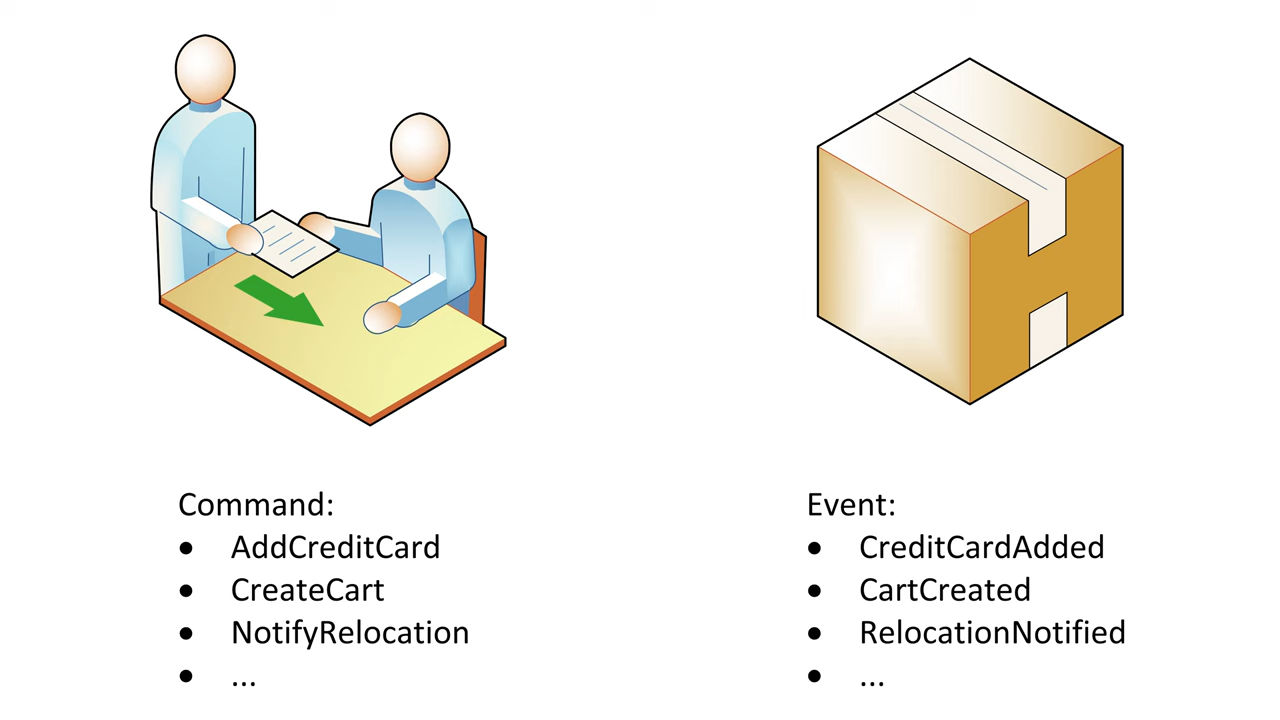 Command:
• AddCreditCard
• CreateCart
• NotifyRelocation
• ...
Event:
• CreditCardAdded
• CartCreated
• RelocationNotified
• ...